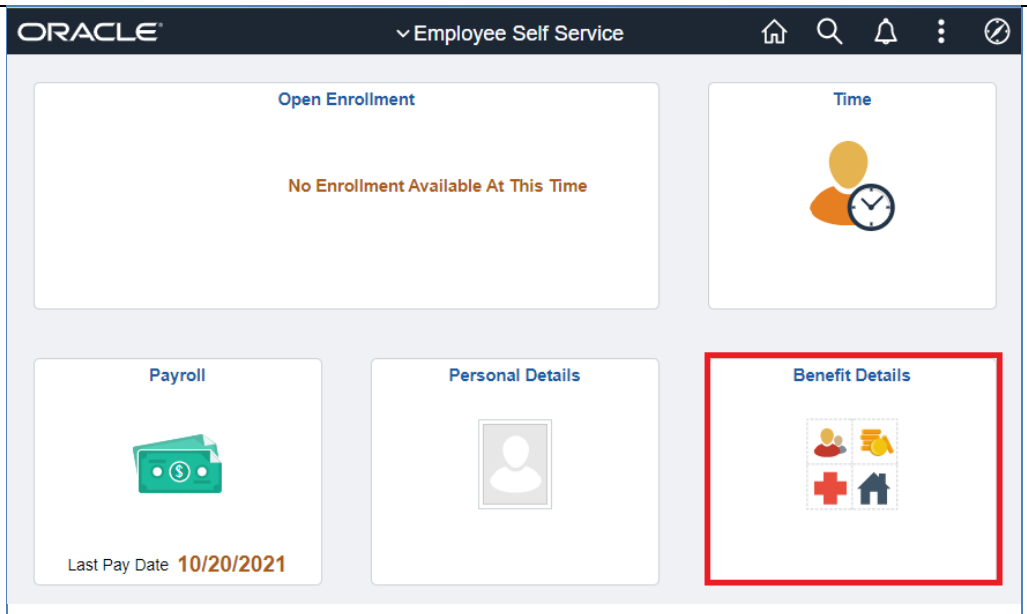 ORACLE
Employee Self Service
Open Enrollment
No Enrollment Available At This Time
Time
Payroll
$
Last Pay Date 10/20/2021
Personal Details
Benefit Details